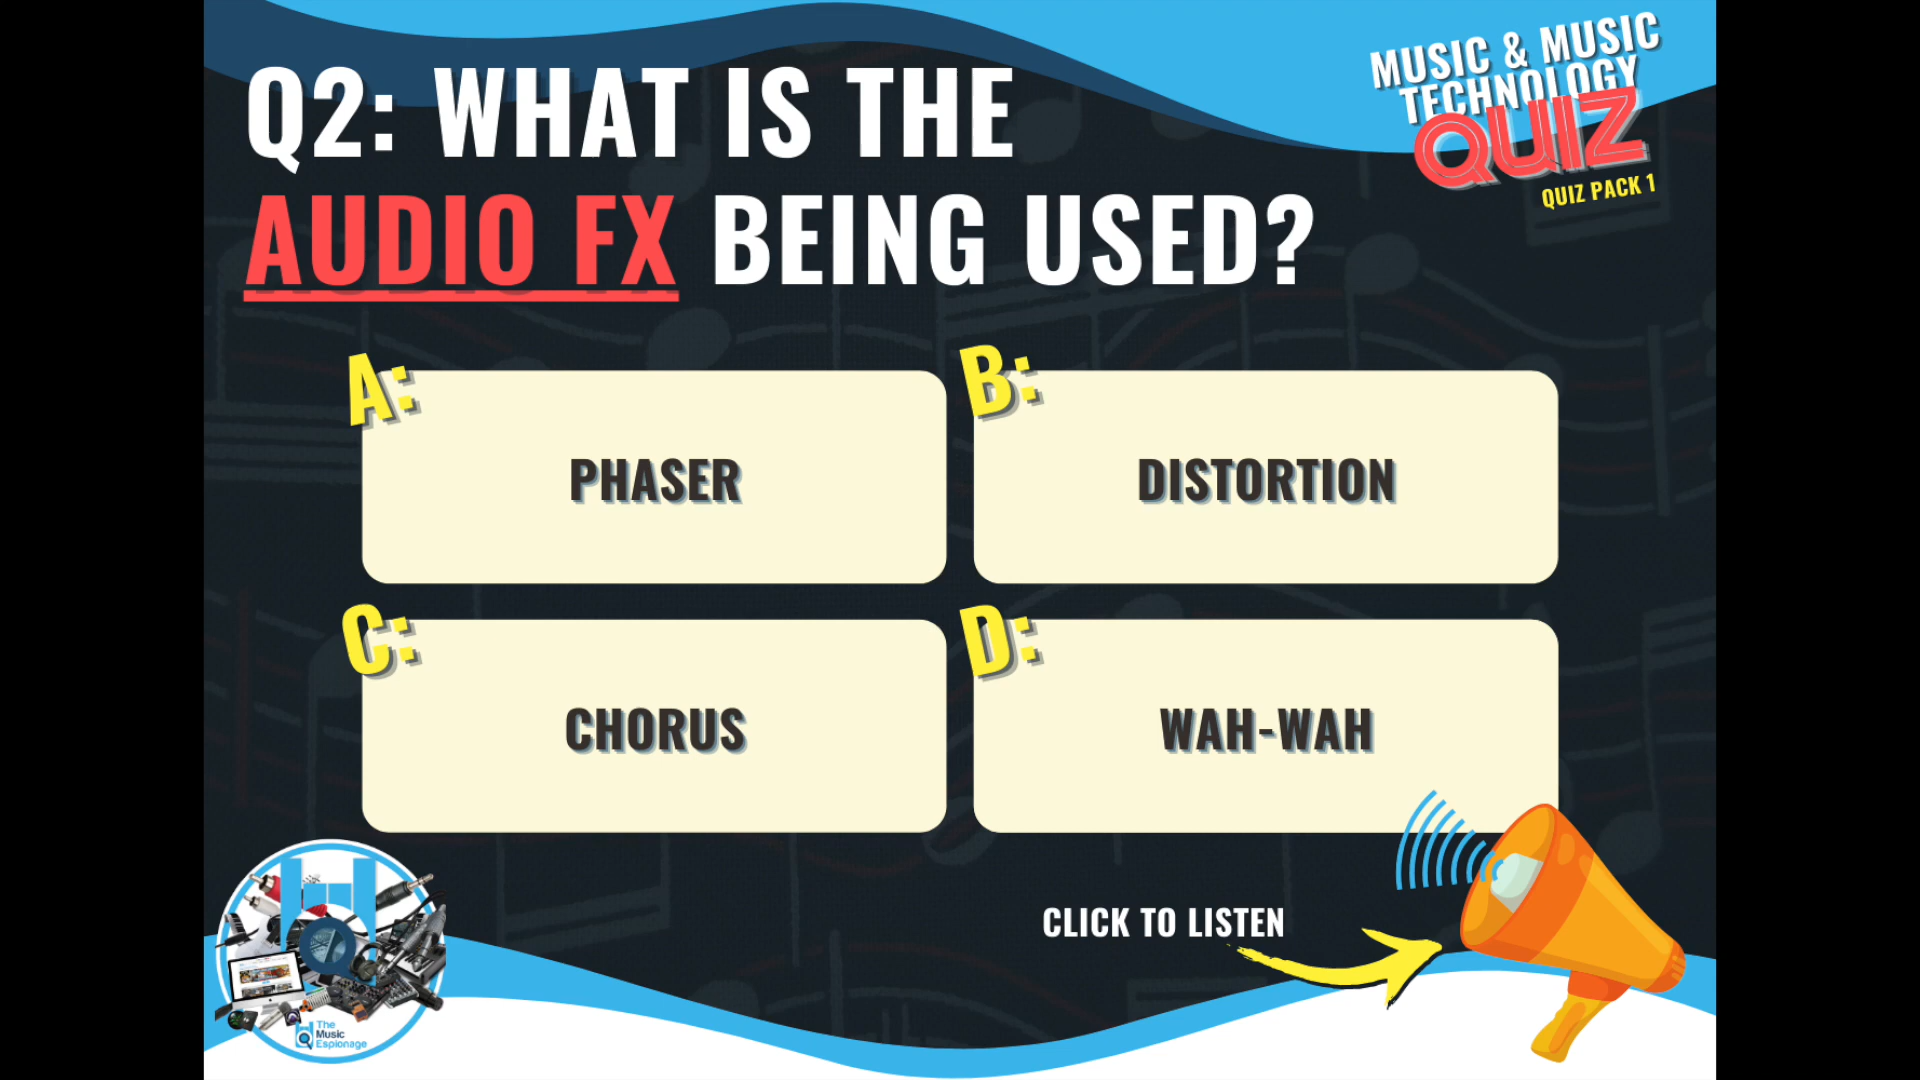 MUSIC & MUSIC
TECHNOLOGY
QUIZ
QUIZ PACK 1
Q2: WHAT IS THE
AUDIO FX BEING USED?
A:
PHASER
B:
DISTORTION
C:
CHORUS
D:
WAH-WAH
CLICK TO LISTEN
The
Music
Espionage